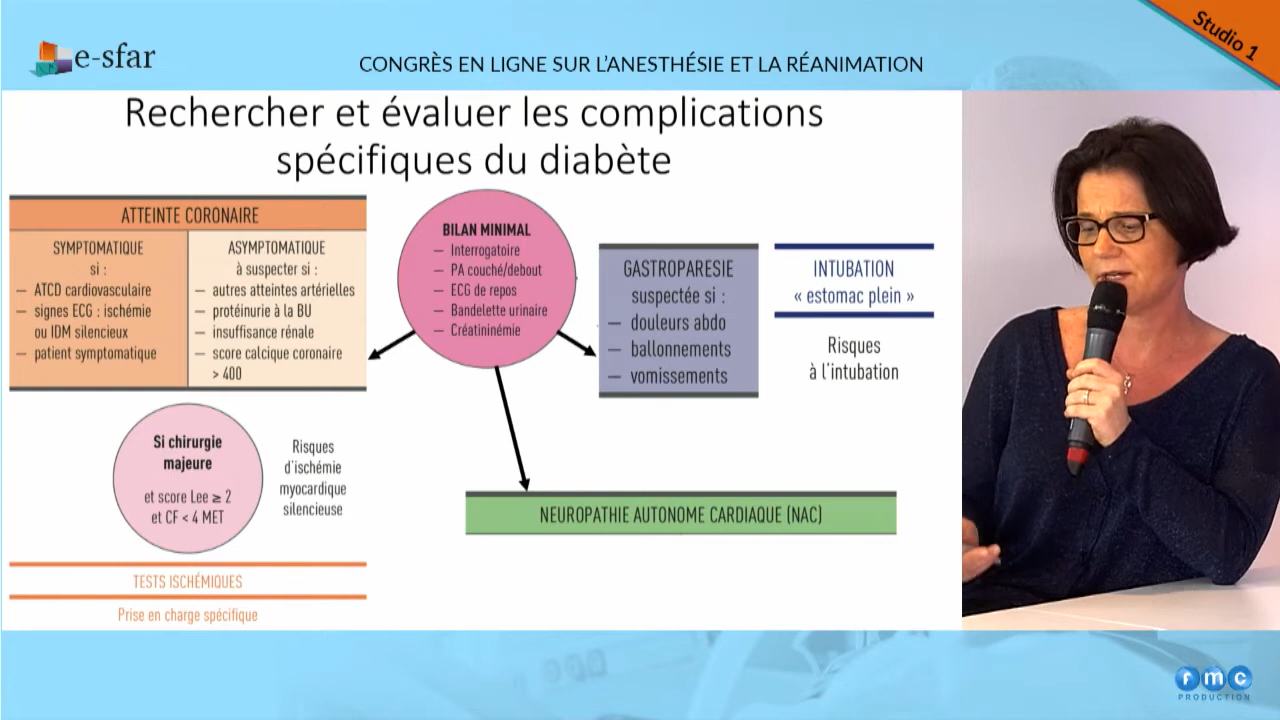 e-sfar
CONGRÈS EN LIGNE SUR L'ANESTHÉSIE ET LA RÉANIMATION
Studio 1
Rechercher et évaluer les complications
spécifiques du diabète
ATTEINTE CORONAIRE
SYMPTOMATIQUE
si :
— ATCD cardiovasculaire
— signes ECG : ischémie
ou IDM silencieux
— patient symptomatique
ASYMPTOMATIQUE
à suspecter si :
— autres atteintes artérielles
— protéinurie à la BU
— insuffisance rénale
— score calcique coronaire
> 400
BILAN MINIMAL
— Interrogatoire
— PA couché/debout
— ECG de repos
— Bandelette urinaire
— Créatininémie
GASTROPARESIE
suspectée si :
— douleurs abdo
— ballonnements
— vomissements
INTUBATION
« estomac plein »
Risques
à l'intubation
Si chirurgie
majeure
et score Lee ≥ 2
et CF < 4 MET
Risques
d'ischémie
myocardique
silencieuse
NEUROPATHIE AUTONOME CARDIAQUE (NAC)
TESTS ISCHÉMIQUES
Prise en charge spécifique
rmc
PRODUCTION